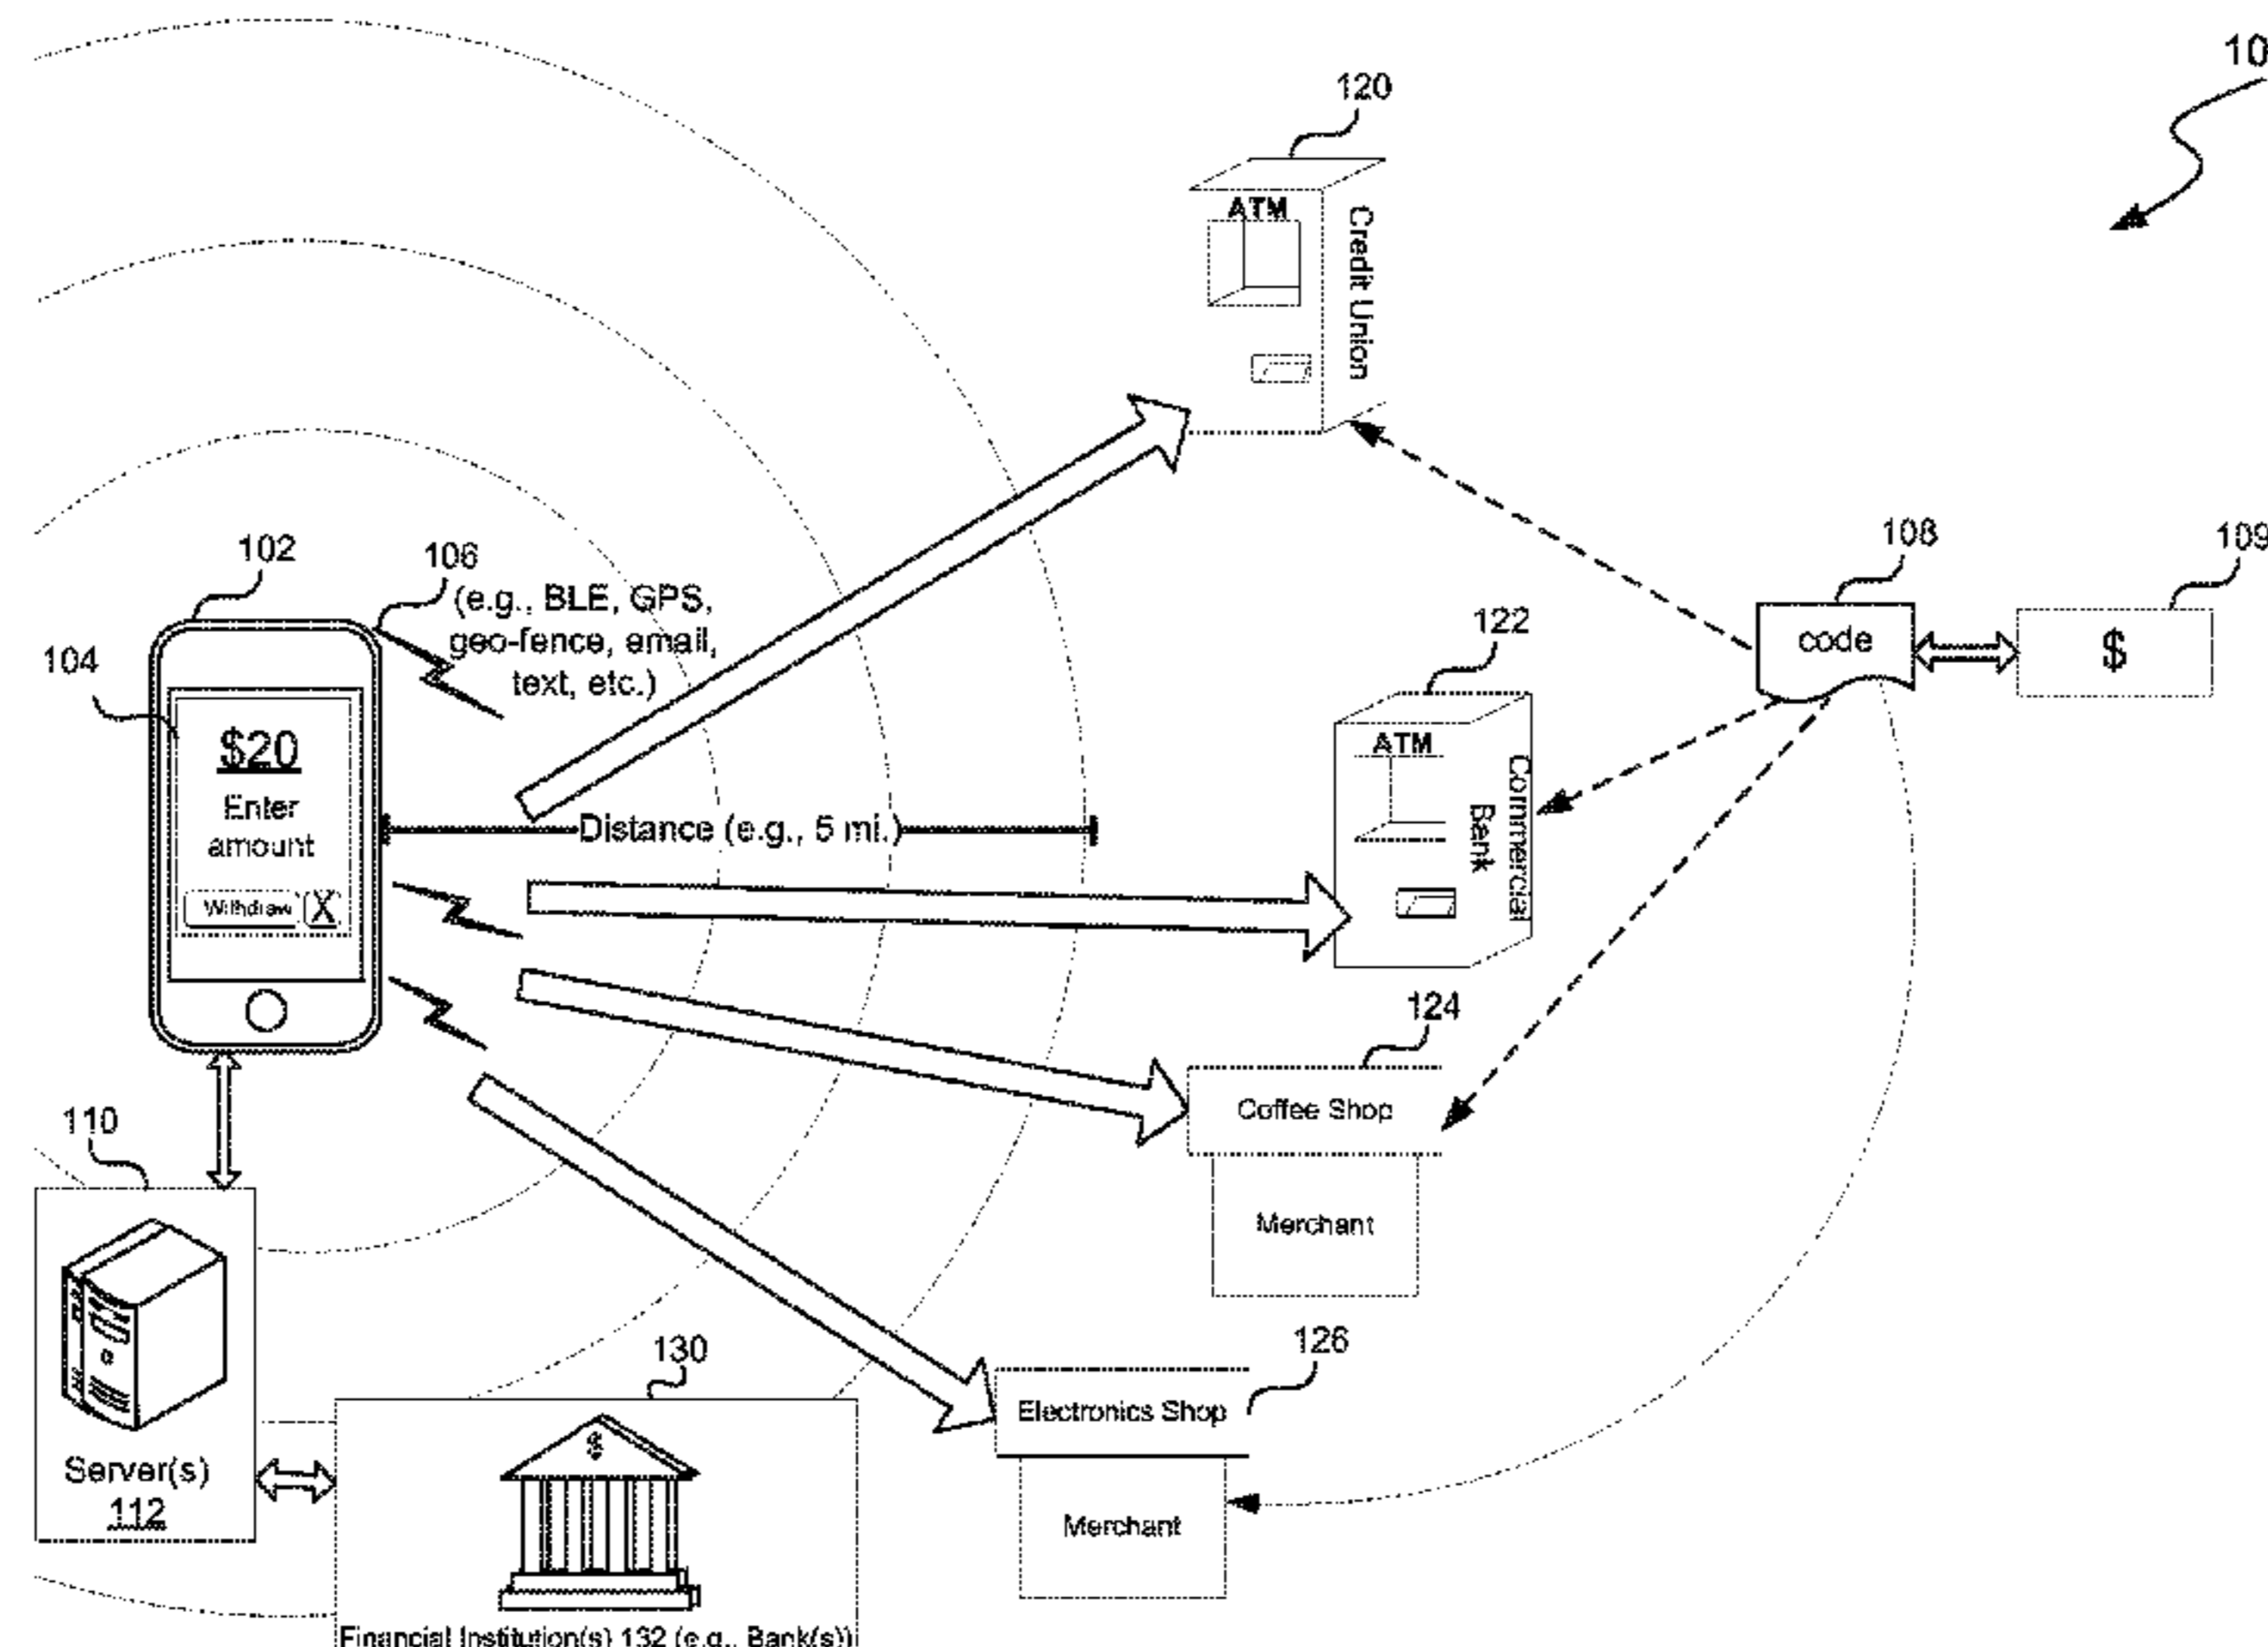 10
120
ATM
Credit Union
102
106
(e.g., BLE, GPS,
geo-fence, email,
text, etc.)
108
109
code
$
104
122
$20
Enter
amount
Withdraw
X
ATM
Commercial
Bank
Distance (e.g., 5 mi.)
124
Coffee Shop
Merchant
110
Server(s)
112
130
$
Financial Institution(s) 132 (e.g., Bank(s))
126
Electronics Shop
Merchant